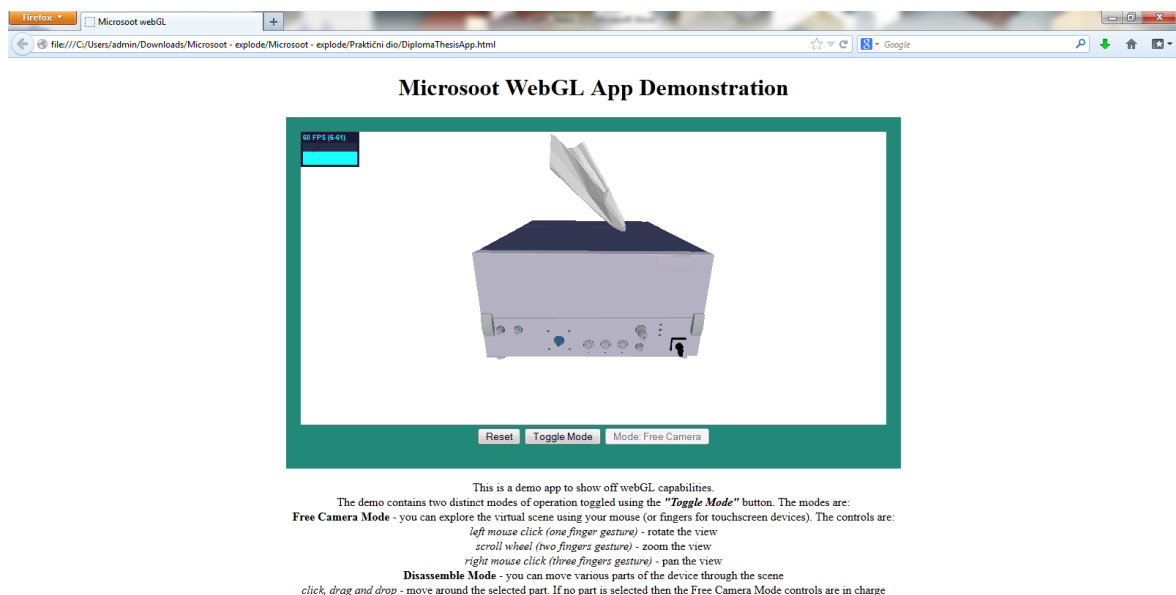 Firefox
Microsoot webGL
file:///C:/Users/admin/Downloads/Microsoot - explode/Microsoot - explode/Praktični dio/DiplomaThesisApp.html
Google
Microsoot WebGL App Demonstration
60 FPS (6-61)
Reset
Toggle Mode
Mode: Free Camera
This is a demo app to show off webGL capabilities.
The demo contains two distinct modes of operation toggled using the "Toggle Mode" button. The modes are:
Free Camera Mode - you can explore the virtual scene using your mouse (or fingers for touchscreen devices). The controls are:
left mouse click (one finger gesture) - rotate the view
scroll wheel (two fingers gesture) - zoom the view
right mouse click (three fingers gesture) - pan the view
Disassemble Mode - you can move various parts of the device through the scene
click, drag and drop - move around the selected part. If no part is selected then the Free Camera Mode controls are in charge